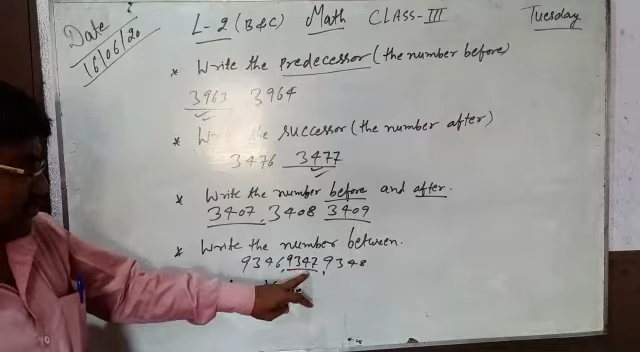 Date
16/06/20
L-2 (B&C) Math CLASS-III
Tuesday
* Write the predecessor (the number before)
3963 3964
* the successor (the number after)
3476 3477
* Write the number before and after.
3407, 3408 3409
* Write the number between.
9346, 9347, 9348